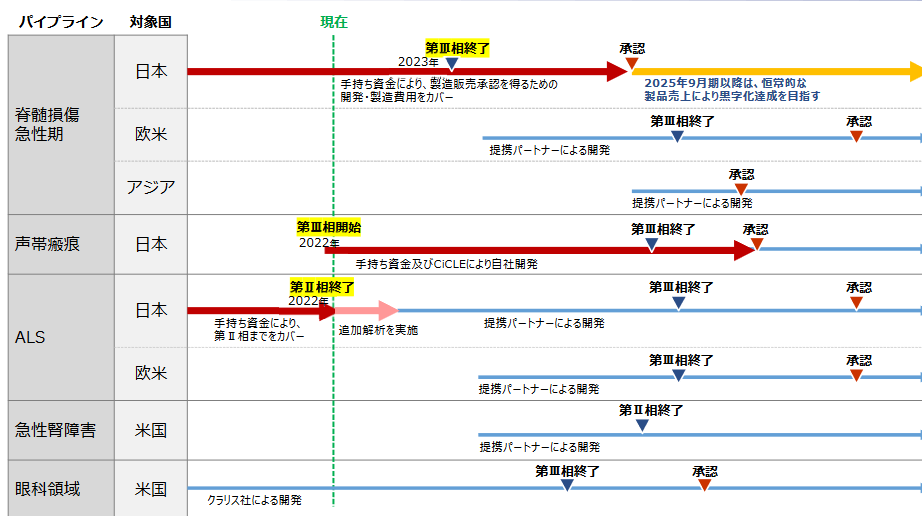 パイプライン 対象国 現在
脊髄損傷
急性期
日本
第Ⅲ相終了
2023年
承認
手持ち資金により、製造販売承認を得るための
開発・製造費用をカバー
2025年9月期以降は、恒常的な
製品売上により黒字化達成を目指す
欧米
第Ⅲ相終了 承認
提携パートナーによる開発
アジア
承認
提携パートナーによる開発
声帯瘢痕
日本
第Ⅲ相開始
2022年
第Ⅲ相終了 承認
手持ち資金及びCiCLEにより自社開発
ALS
日本
第Ⅱ相終了
2022年
第Ⅲ相終了 承認
手持ち資金により、
第Ⅱ相までをカバー
追加解析を実施
提携パートナーによる開発
欧米
第Ⅲ相終了 承認
提携パートナーによる開発
急性腎障害
米国
第Ⅱ相終了
提携パートナーによる開発
眼科領域
米国
第Ⅲ相終了 承認
クラリス社による開発